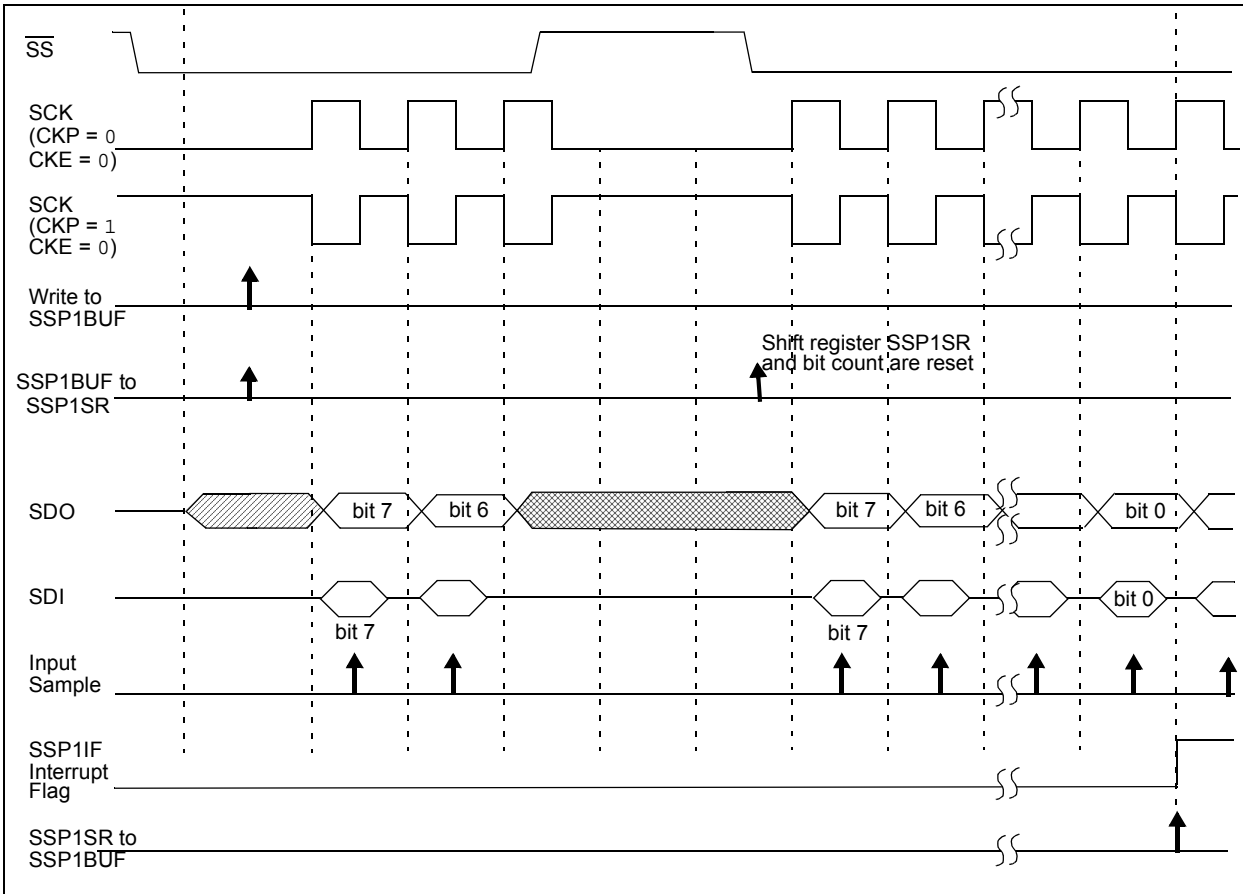 SS
SCK
(CKP = 0
CKE = 0)
SCK
(CKP = 1
CKE = 0)
Write to
SSP1BUF
Shift register SSP1SR
and bit count are reset
SSP1BUF to
SSP1SR
SDO
bit 7
bit 6
bit 7
bit 6
bit 0
SDI
bit 0
bit 7
bit 7
Input
Sample
SSP1IF
Interrupt
Flag
SSP1SR to
SSP1BUF